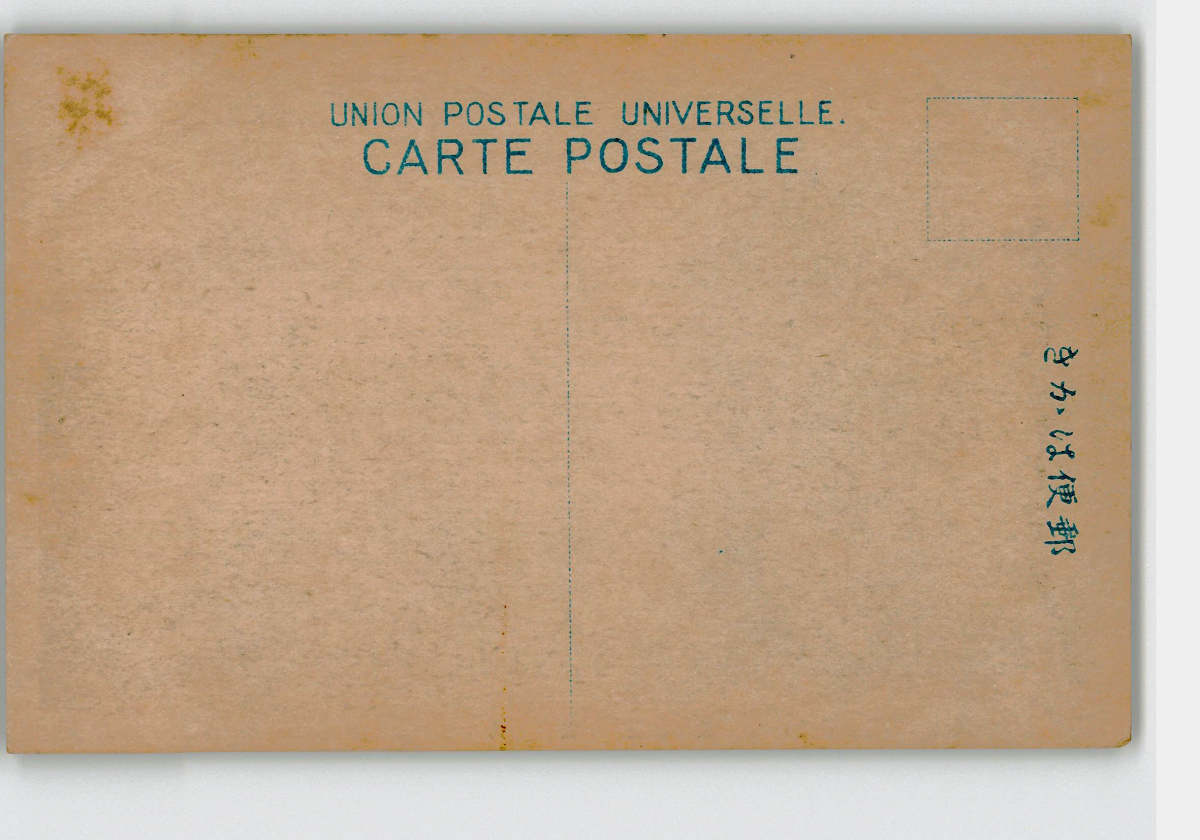 UNION POSTALE UNIVERSELLE.
CARTE POSTALE
郵便はかき